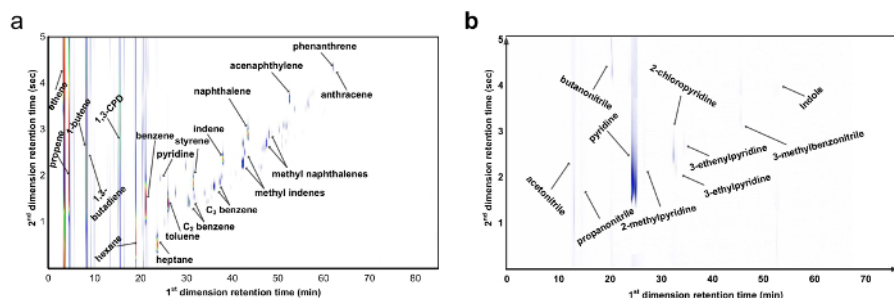 a
2nd dimension retention time (sec)
5
4
3
2
1
0
ethene
propene
1-butene
1,3-
butadiene
1,3-CPD
hexane
benzene
pyridine
styrene
indene
naphthalene
acenaphthylene
phenanthrene
anthracene
methyl naphthalenes
methyl indenes
C3 benzene
C2 benzene
toluene
heptane
0 10 20 30 40 50 60 70 80
1st dimension retention time (min)
b
2nd dimension retention time (sec)
5
4
3
2
1
butanonitrile
pyridine
2-chloropyridine
Indole
3-methylbenzonitrile
3-ethenylpyridine
3-ethylpyridine
2-methylpyridine
propanonitrile
acetonitrile
0 10 20 30 40 50 60 70
1st dimension retention time (min)